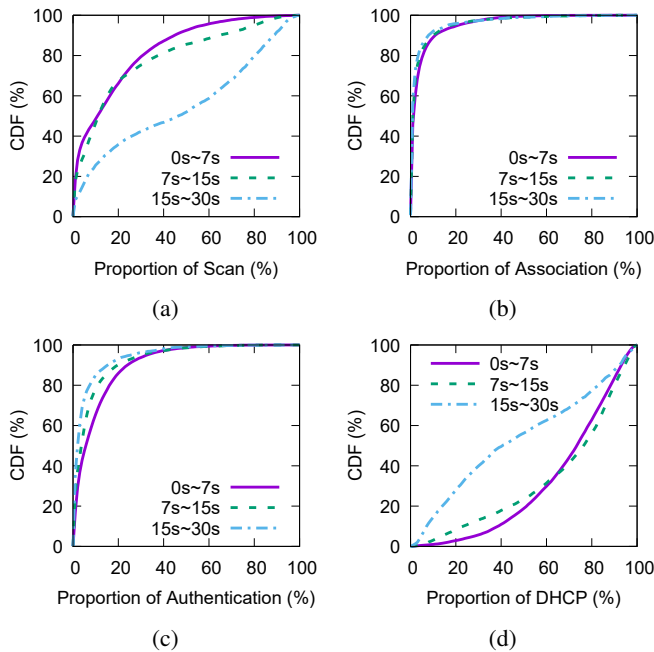 100
80
60
40
20
0
CDF (%)
0s~7s
7s~15s
15s~30s
0 20 40 60 80 100
Proportion of Scan (%)
(a)
100
80
60
40
20
0
CDF (%)
0s~7s
7s~15s
15s~30s
0 20 40 60 80 100
Proportion of Association (%)
(b)
100
80
60
40
20
0
CDF (%)
0s~7s
7s~15s
15s~30s
0 20 40 60 80 100
Proportion of Authentication (%)
(c)
100
80
60
40
20
0
CDF (%)
0s~7s
7s~15s
15s~30s
0 20 40 60 80 100
Proportion of DHCP (%)
(d)